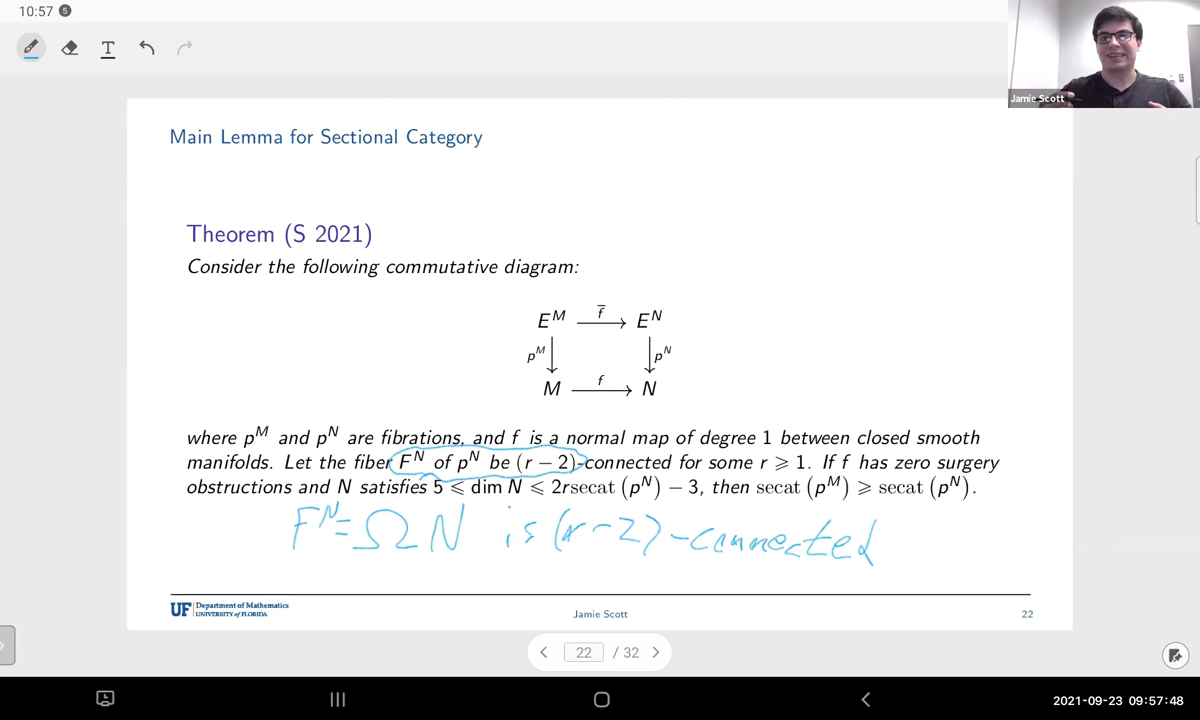 10:57 S
T
Jamie Scott
Main Lemma for Sectional Category
Theorem (S 2021)
Consider the following commutative diagram:
E^M f̅ E^N
p^M p^N
M f N
where p^M and p^N are fibrations, and f is a normal map of degree 1 between closed smooth
manifolds. Let the fiber F^N of p^N be (r − 2)-connected for some r ⩾ 1. If f has zero surgery
obstructions and N satisfies 5 ⩽ dim N ⩽ 2rsecat (p^N) − 3, then secat (p^M) ⩾ secat (p^N).
F^N = ΩN is (r-2)-connected
UF Department of Mathematics
UNIVERSITY of FLORIDA
Jamie Scott
22
22 / 32
2021-09-23 09:57:48